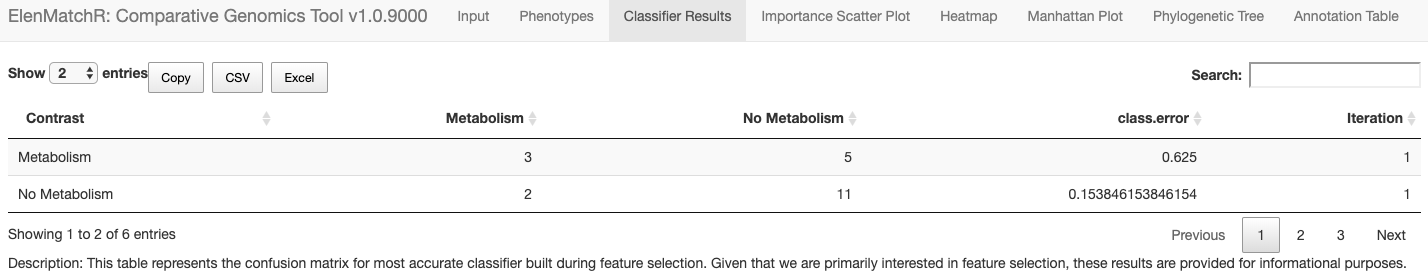 ElenMatchR: Comparative Genomics Tool v1.0.9000 Input Phenotypes Classifier Results Importance Scatter Plot Heatmap Manhattan Plot Phylogenetic Tree Annotation Table
Show 2 entries Copy CSV Excel Search:
Contrast Metabolism No Metabolism class.error Iteration
Metabolism 3 5 0.625 1
No Metabolism 2 11 0.153846153846154 1
Showing 1 to 2 of 6 entries Previous 1 2 3 Next
Description: This table represents the confusion matrix for most accurate classifier built during feature selection. Given that we are primarily interested in feature selection, these results are provided for informational purposes.